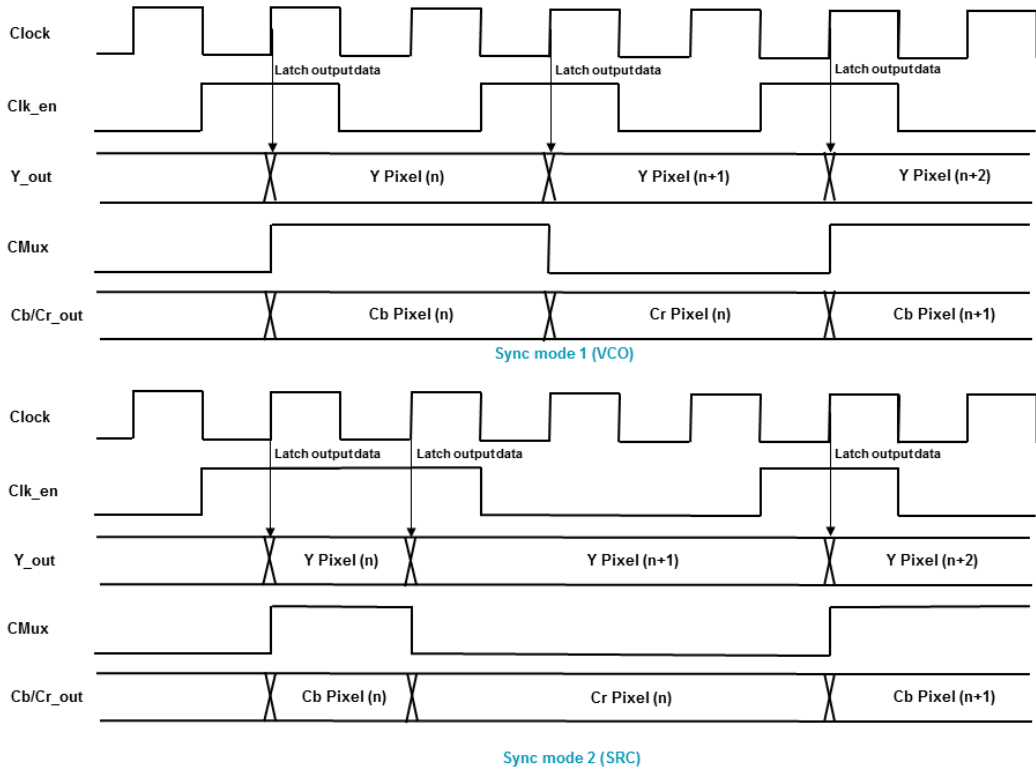 Clock
Latch output data Latch output data Latch output data
Clk_en
Y_out Y Pixel (n) Y Pixel (n+1) Y Pixel (n+2)
CMux
Cb/Cr_out Cb Pixel (n) Cr Pixel (n) Cb Pixel (n+1)
Sync mode 1 (VCO)
Clock
Latch output data Latch output data Latch output data
Clk_en
Y_out Y Pixel (n) Y Pixel (n+1) Y Pixel (n+2)
CMux
Cb/Cr_out Cb Pixel (n) Cr Pixel (n) Cb Pixel (n+1)
Sync mode 2 (SRC)